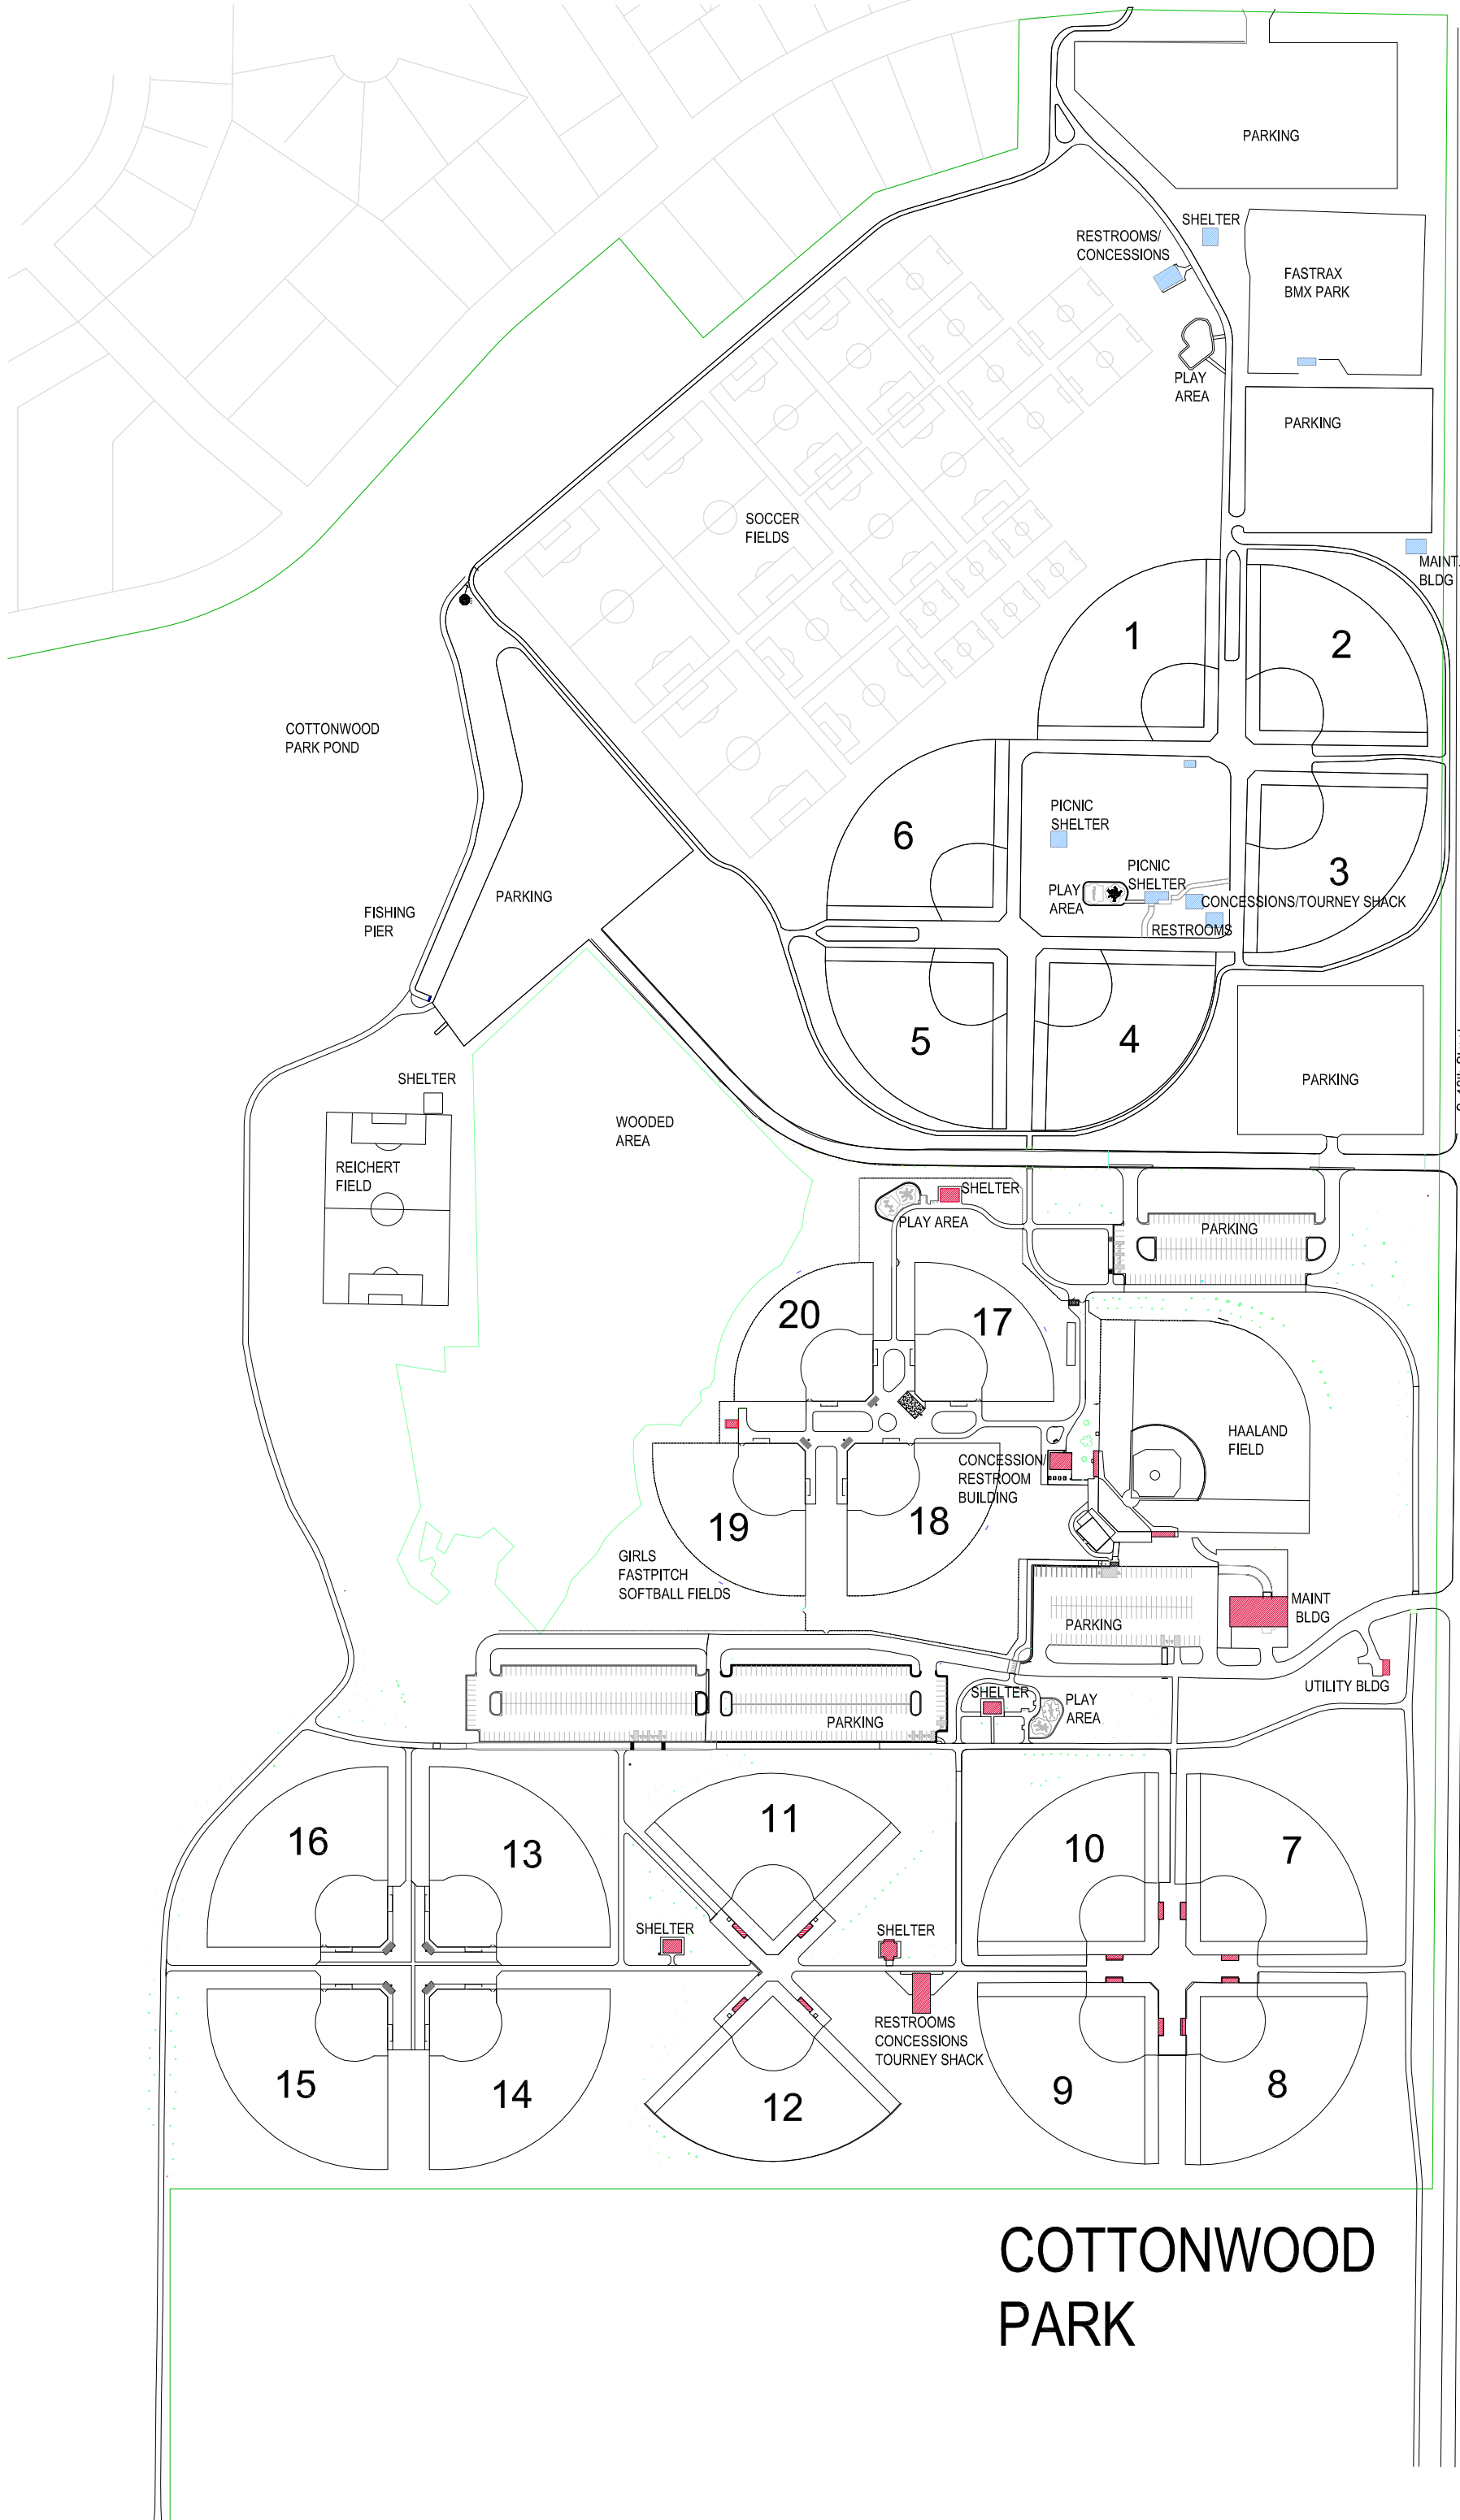 PARKING
SHELTER
RESTROOMS/
CONCESSIONS
FASTRAX
BMX PARK
PLAY
AREA
PARKING
SOCCER
FIELDS
MAINT.
BLDG
1
2
COTTONWOOD
PARK POND
PICNIC
SHELTER
6
PICNIC
SHELTER
3
PLAY
AREA
CONCESSIONS/TOURNEY SHACK
RESTROOMS
PARKING
FISHING
PIER
5
4
PARKING
SHELTER
WOODED
AREA
REICHERT
FIELD
SHELTER
PLAY AREA
PARKING
20
17
HAALAND
FIELD
CONCESSION/
RESTROOM
BUILDING
19
18
GIRLS
FASTPITCH
SOFTBALL FIELDS
MAINT
BLDG
PARKING
UTILITY BLDG
SHELTER
PLAY
AREA
PARKING
16
13
11
10
7
SHELTER
SHELTER
RESTROOMS
CONCESSIONS
TOURNEY SHACK
15
14
12
9
8
COTTONWOOD
PARK